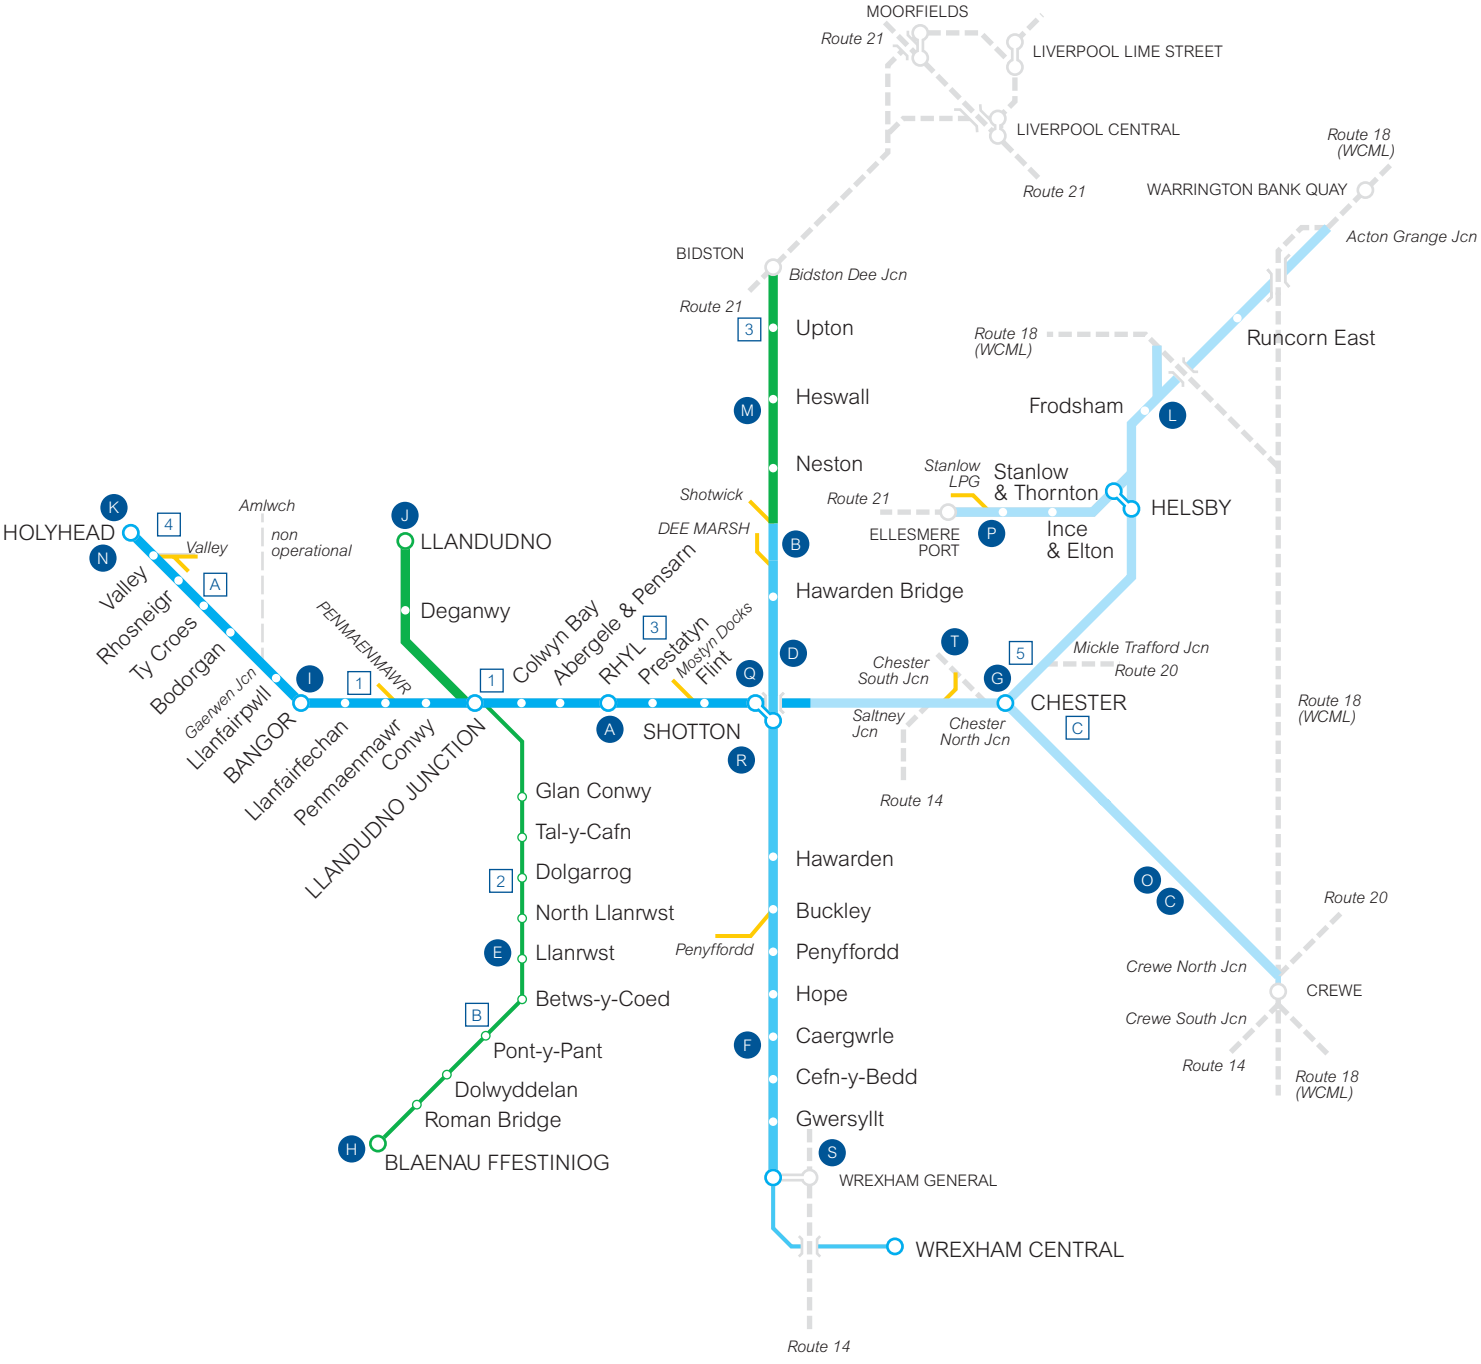 MOORFIELDS
Route 21
LIVERPOOL LIME STREET
LIVERPOOL CENTRAL
Route 21
Route 18
(WCML)
WARRINGTON BANK QUAY
Acton Grange Jcn
BIDSTON
Bidston Dee Jcn
Route 21
3
Upton
Route 18
(WCML)
Runcorn East
Heswall
M
Frodsham
L
Neston
Stanlow
LPG
Stanlow
& Thornton
Shotwick
Route 21
HELSBY
DEE MARSH
ELLESMERE
PORT
P
Ince
& Elton
B
Hawarden Bridge
K
HOLYHEAD
N
4
Valley
Amlwch
non
operational
J
LLANDUDNO
Deganwy
A
Valley
Rhosneigr
Ty Croes
Bodorgan
Gaerwen Jcn
Llanfairpwll
BANGOR
I
1
PENMAENMAWR
Llanfairfechan
Penmaenmawr
Conwy
LLANDUDNO JUNCTION
1
Colwyn Bay
Abergele & Pensarn
RHYL
3
Prestatyn
Mostyn Docks
Flint
A
SHOTTON
Q
D
R
T
Chester
South Jcn
Saltney
Jcn
Chester
North Jcn
G
5
Mickle Trafford Jcn
Route 20
CHESTER
C
Route 18
(WCML)
Route 14
Glan Conwy
Tal-y-Cafn
Dolgarrog
2
North Llanrwst
E
Llanrwst
Betws-y-Coed
B
Pont-y-Pant
Dolwyddelan
Roman Bridge
H
BLAENAU FFESTINIOG
Hawarden
Buckley
Penyffordd
Penyffordd
Hope
F
Caergwrle
Cefn-y-Bedd
Gwersyllt
S
WREXHAM GENERAL
WREXHAM CENTRAL
Route 14
O
C
Route 20
Crewe North Jcn
CREWE
Crewe South Jcn
Route 14
Route 18
(WCML)